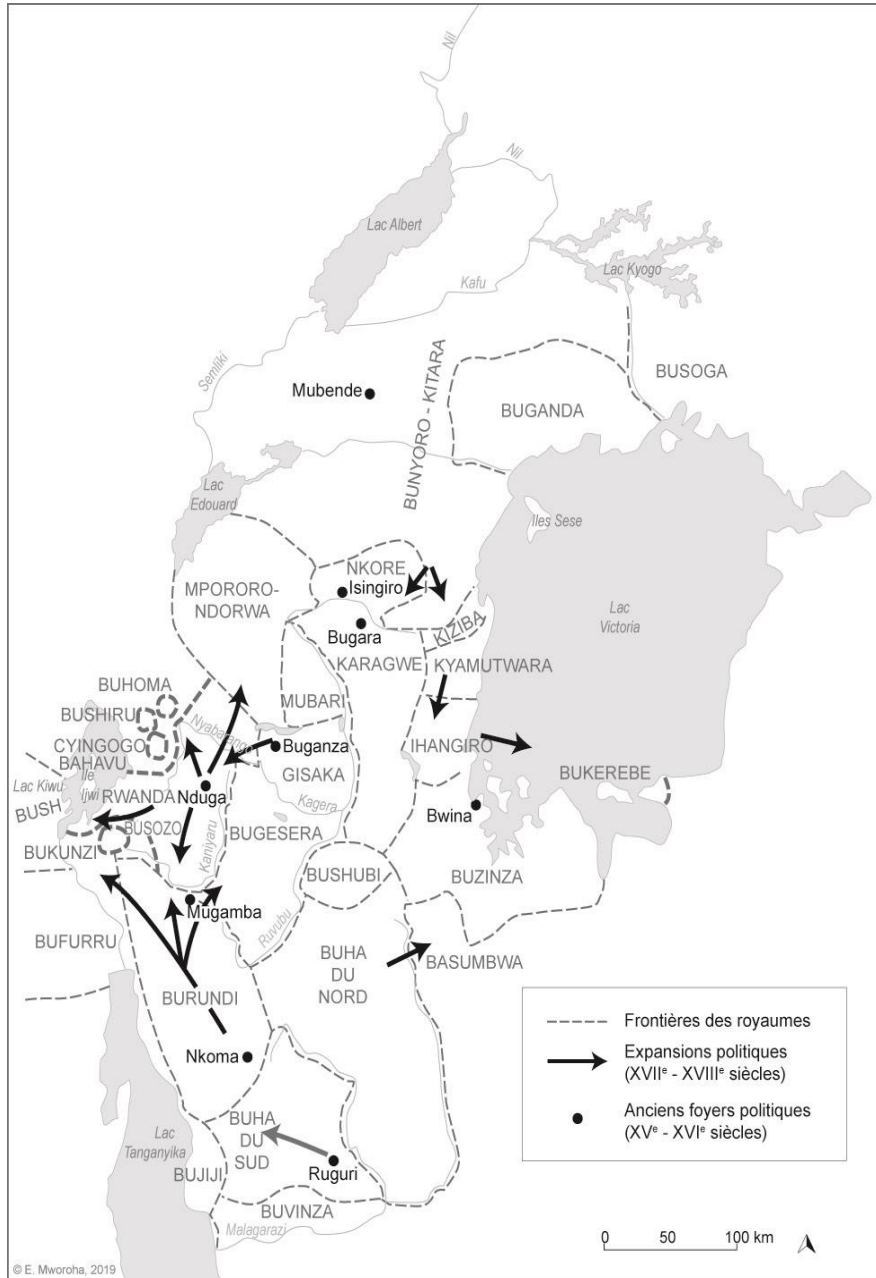 Nil
Nil
Lac Albert
Lac Kyogo
Kafu
Semliki
BUSOGA
Mubende
BUNYORO - KITARA
BUGANDA
Lac
Edouard
Iles Sese
NKORE
Isingiro
MPORORO-
NDORWA
Lac
Victoria
Bugara
KIZIBA
KARAGWE
KYAMUTWARA
BUHOMA
MUBARI
BUSHIRU
Nyabarongo
CYINGOGO
Buganza
IHANGIRO
BAHAVU
GISAKA
BUKEREBE
Lac Kiwu
Ile
Ijwi
RWANDA
Nduga
Kagera
BUSH
Bwina
BUSOZO
Kaniyaru
BUGESERA
BUKUNZI
BUSHUBI
BUZINZA
Mugamba
Ruvubu
BUFURRU
BUHA
DU
NORD
BASUMBWA
BURUNDI
Nkoma
Frontières des royaumes
Expansions politiques
(XVIIe - XVIIIe siècles)
Anciens foyers politiques
(XVe - XVIe siècles)
BUHA
DU
SUD
Lac
Tanganyika
BUJIJI
Ruguri
BUVINZA
Malagarazi
0 50 100 km
© E. Mworoha, 2019